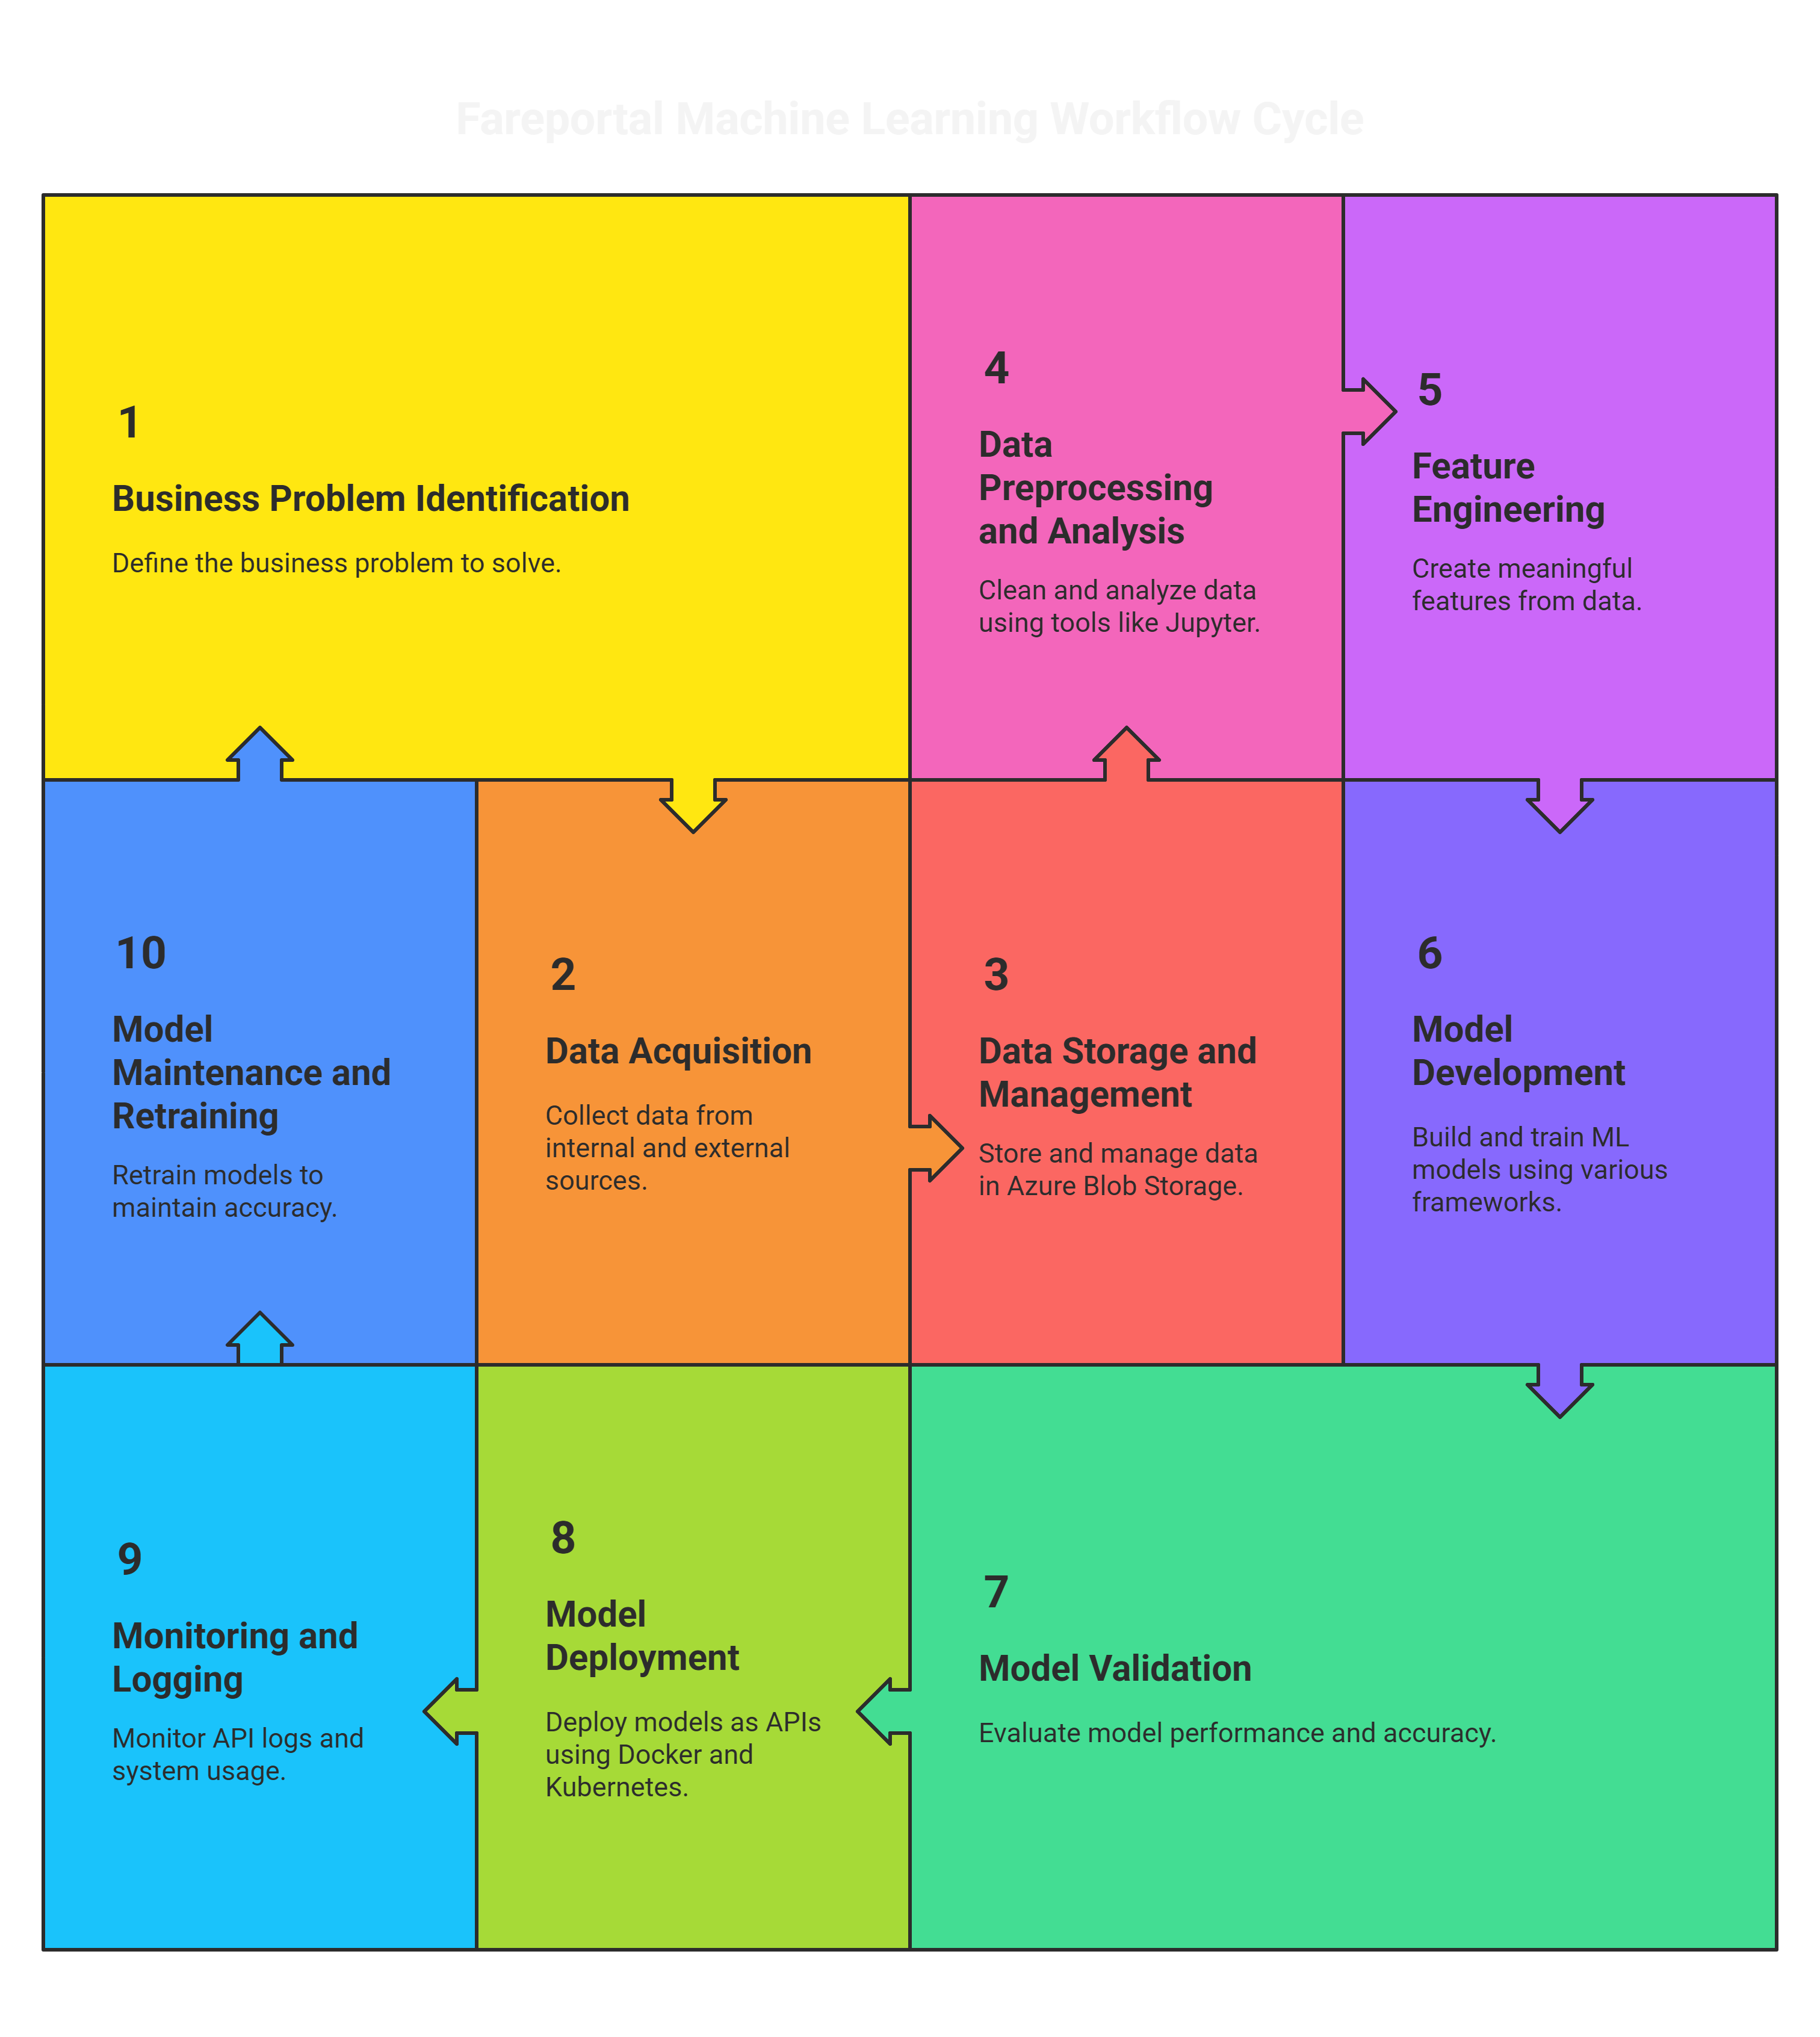 Fareportal Machine Learning Workflow Cycle
1
Business Problem Identification
Define the business problem to solve.
4
Data
Preprocessing
and Analysis
Clean and analyze data
using tools like Jupyter.
5
Feature
Engineering
Create meaningful
features from data.
10
Model
Maintenance and
Retraining
Retrain models to
maintain accuracy.
2
Data Acquisition
Collect data from
internal and external
sources.
3
Data Storage and
Management
Store and manage data
in Azure Blob Storage.
6
Model
Development
Build and train ML
models using various
frameworks.
9
Monitoring and
Logging
Monitor API logs and
system usage.
8
Model
Deployment
Deploy models as APIs
using Docker and
Kubernetes.
7
Model Validation
Evaluate model performance and accuracy.